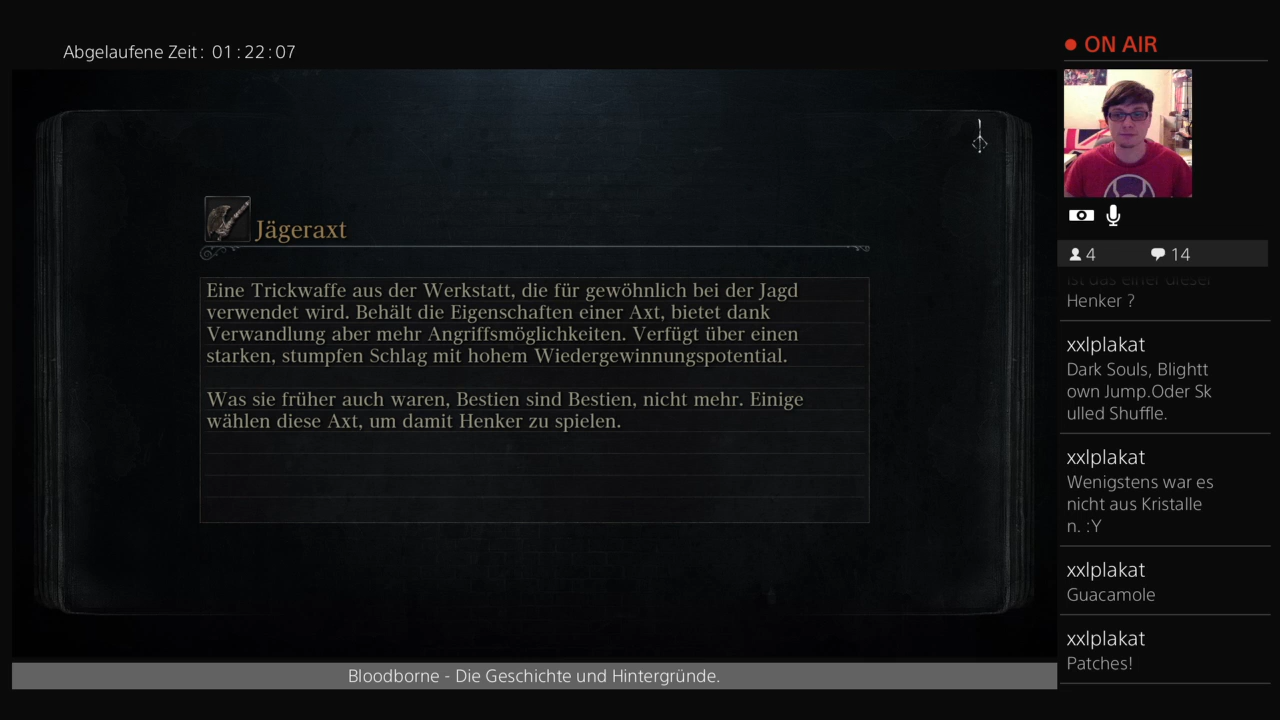 Abgelaufene Zeit: 01:22:07
ON AIR
Jägeraxt
Eine Trickwaffe aus der Werkstatt, die für gewöhnlich bei der Jagd
verwendet wird. Behält die Eigenschaften einer Axt, bietet dank
Verwandlung aber mehr Angriffsmöglichkeiten. Verfügt über einen
starken, stumpfen Schlag mit hohem Wiedergewinnungspotential.
Was sie früher auch waren, Bestien sind Bestien, nicht mehr. Einige
wählen diese Axt, um damit Henker zu spielen.
Bloodborne - Die Geschichte und Hintergründe.
4
14
ist das einer dieser
Henker ?
xxlplakat
Dark Souls, Blightt
own Jump.Oder Sk
ulled Shuffle.
xxlplakat
Wenigstens war es
nicht aus Kristalle
n. :Y
xxlplakat
Guacamole
xxlplakat
Patches!